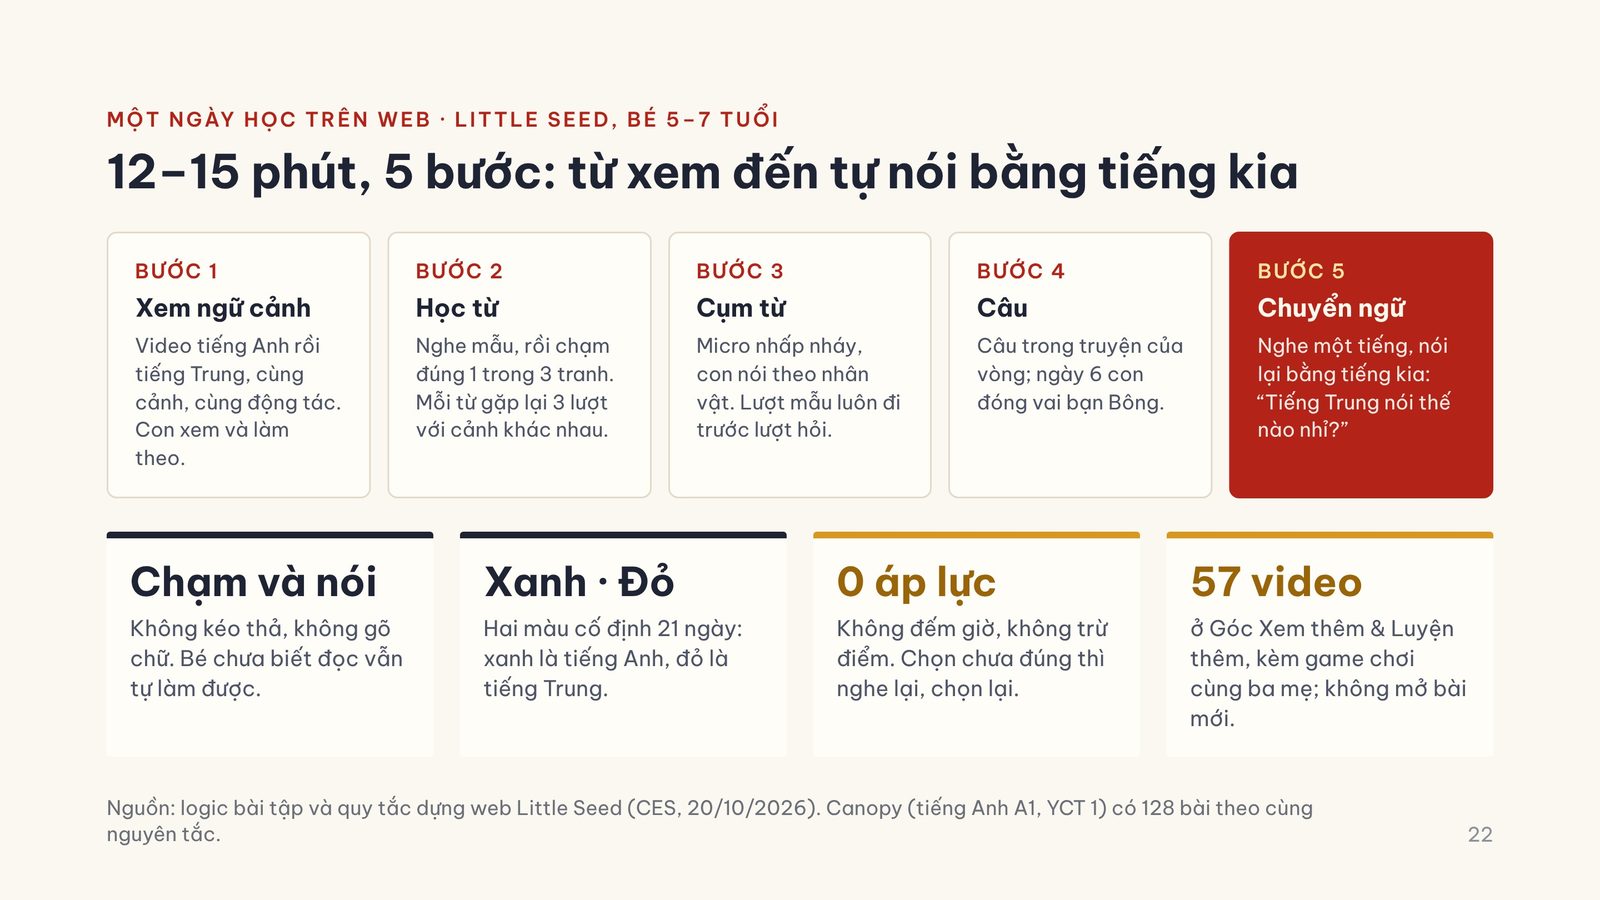 MỘT NGÀY HỌC TRÊN WEB · LITTLE SEED, BÉ 5–7 TUỔI
12–15 phút, 5 bước: từ xem đến tự nói bằng tiếng kia
BƯỚC 1
Xem ngữ cảnh
Video tiếng Anh rồi
tiếng Trung, cùng
cảnh, cùng động tác.
Con xem và làm
theo.
BƯỚC 2
Học từ
Nghe mẫu, rồi chạm
đúng 1 trong 3 tranh.
Mỗi từ gặp lại 3 lượt
với cảnh khác nhau.
BƯỚC 3
Cụm từ
Micro nhấp nháy,
con nói theo nhân
vật. Lượt mẫu luôn đi
trước lượt hỏi.
BƯỚC 4
Câu
Câu trong truyện của
vòng; ngày 6 con
đóng vai bạn Bông.
BƯỚC 5
Chuyển ngữ
Nghe một tiếng, nói
lại bằng tiếng kia:
“Tiếng Trung nói thế
nào nhỉ?”
Chạm và nói
Không kéo thả, không gõ
chữ. Bé chưa biết đọc vẫn
tự làm được.
Xanh · Đỏ
Hai màu cố định 21 ngày:
xanh là tiếng Anh, đỏ là
tiếng Trung.
0 áp lực
Không đếm giờ, không trừ
điểm. Chọn chưa đúng thì
nghe lại, chọn lại.
57 video
ở Góc Xem thêm & Luyện
thêm, kèm game chơi
cùng ba mẹ; không mở bài
mới.
Nguồn: logic bài tập và quy tắc dựng web Little Seed (CES, 20/10/2026). Canopy (tiếng Anh A1, YCT 1) có 128 bài theo cùng
nguyên tắc.
22